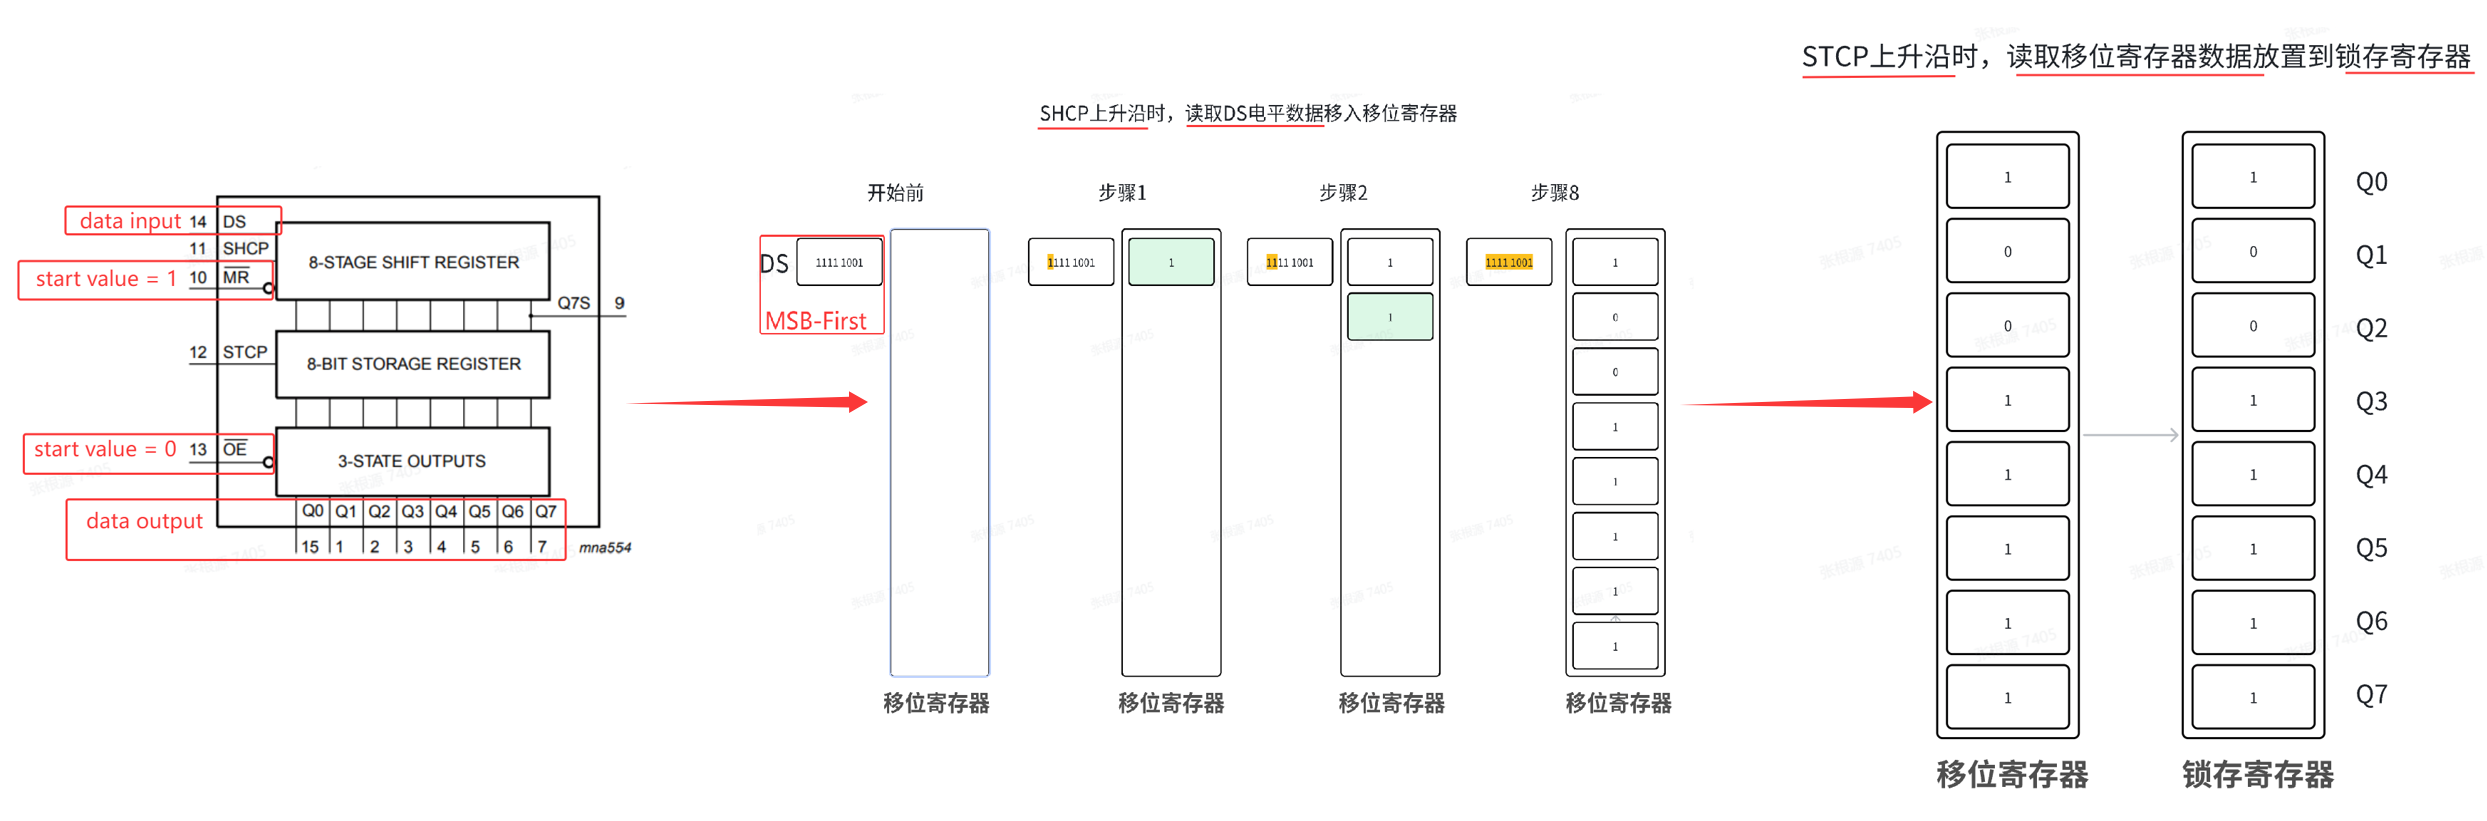 STCP上升沿时，读取移位寄存器数据放置到锁存寄存器
SHCP上升沿时，读取DS电平数据移入移位寄存器
data input 14 DS
11 SHCP
start value = 1 10 MR
8-STAGE SHIFT REGISTER
Q7S 9
12 STCP
8-BIT STORAGE REGISTER
start value = 0 13 OE
3-STATE OUTPUTS
data output
Q0 Q1 Q2 Q3 Q4 Q5 Q6 Q7
15 1 2 3 4 5 6 7
mna554
开始前
DS 1111 1001
MSB-First
移位寄存器
步骤1
1111 1001
1
移位寄存器
步骤2
1111 1001
1
1
移位寄存器
步骤8
1111 1001
1
0
0
1
1
1
1
1
移位寄存器
1 1 Q0
0 0 Q1
0 0 Q2
1 1 Q3
1 1 Q4
1 1 Q5
1 1 Q6
1 1 Q7
移位寄存器 锁存寄存器
张根源 7405